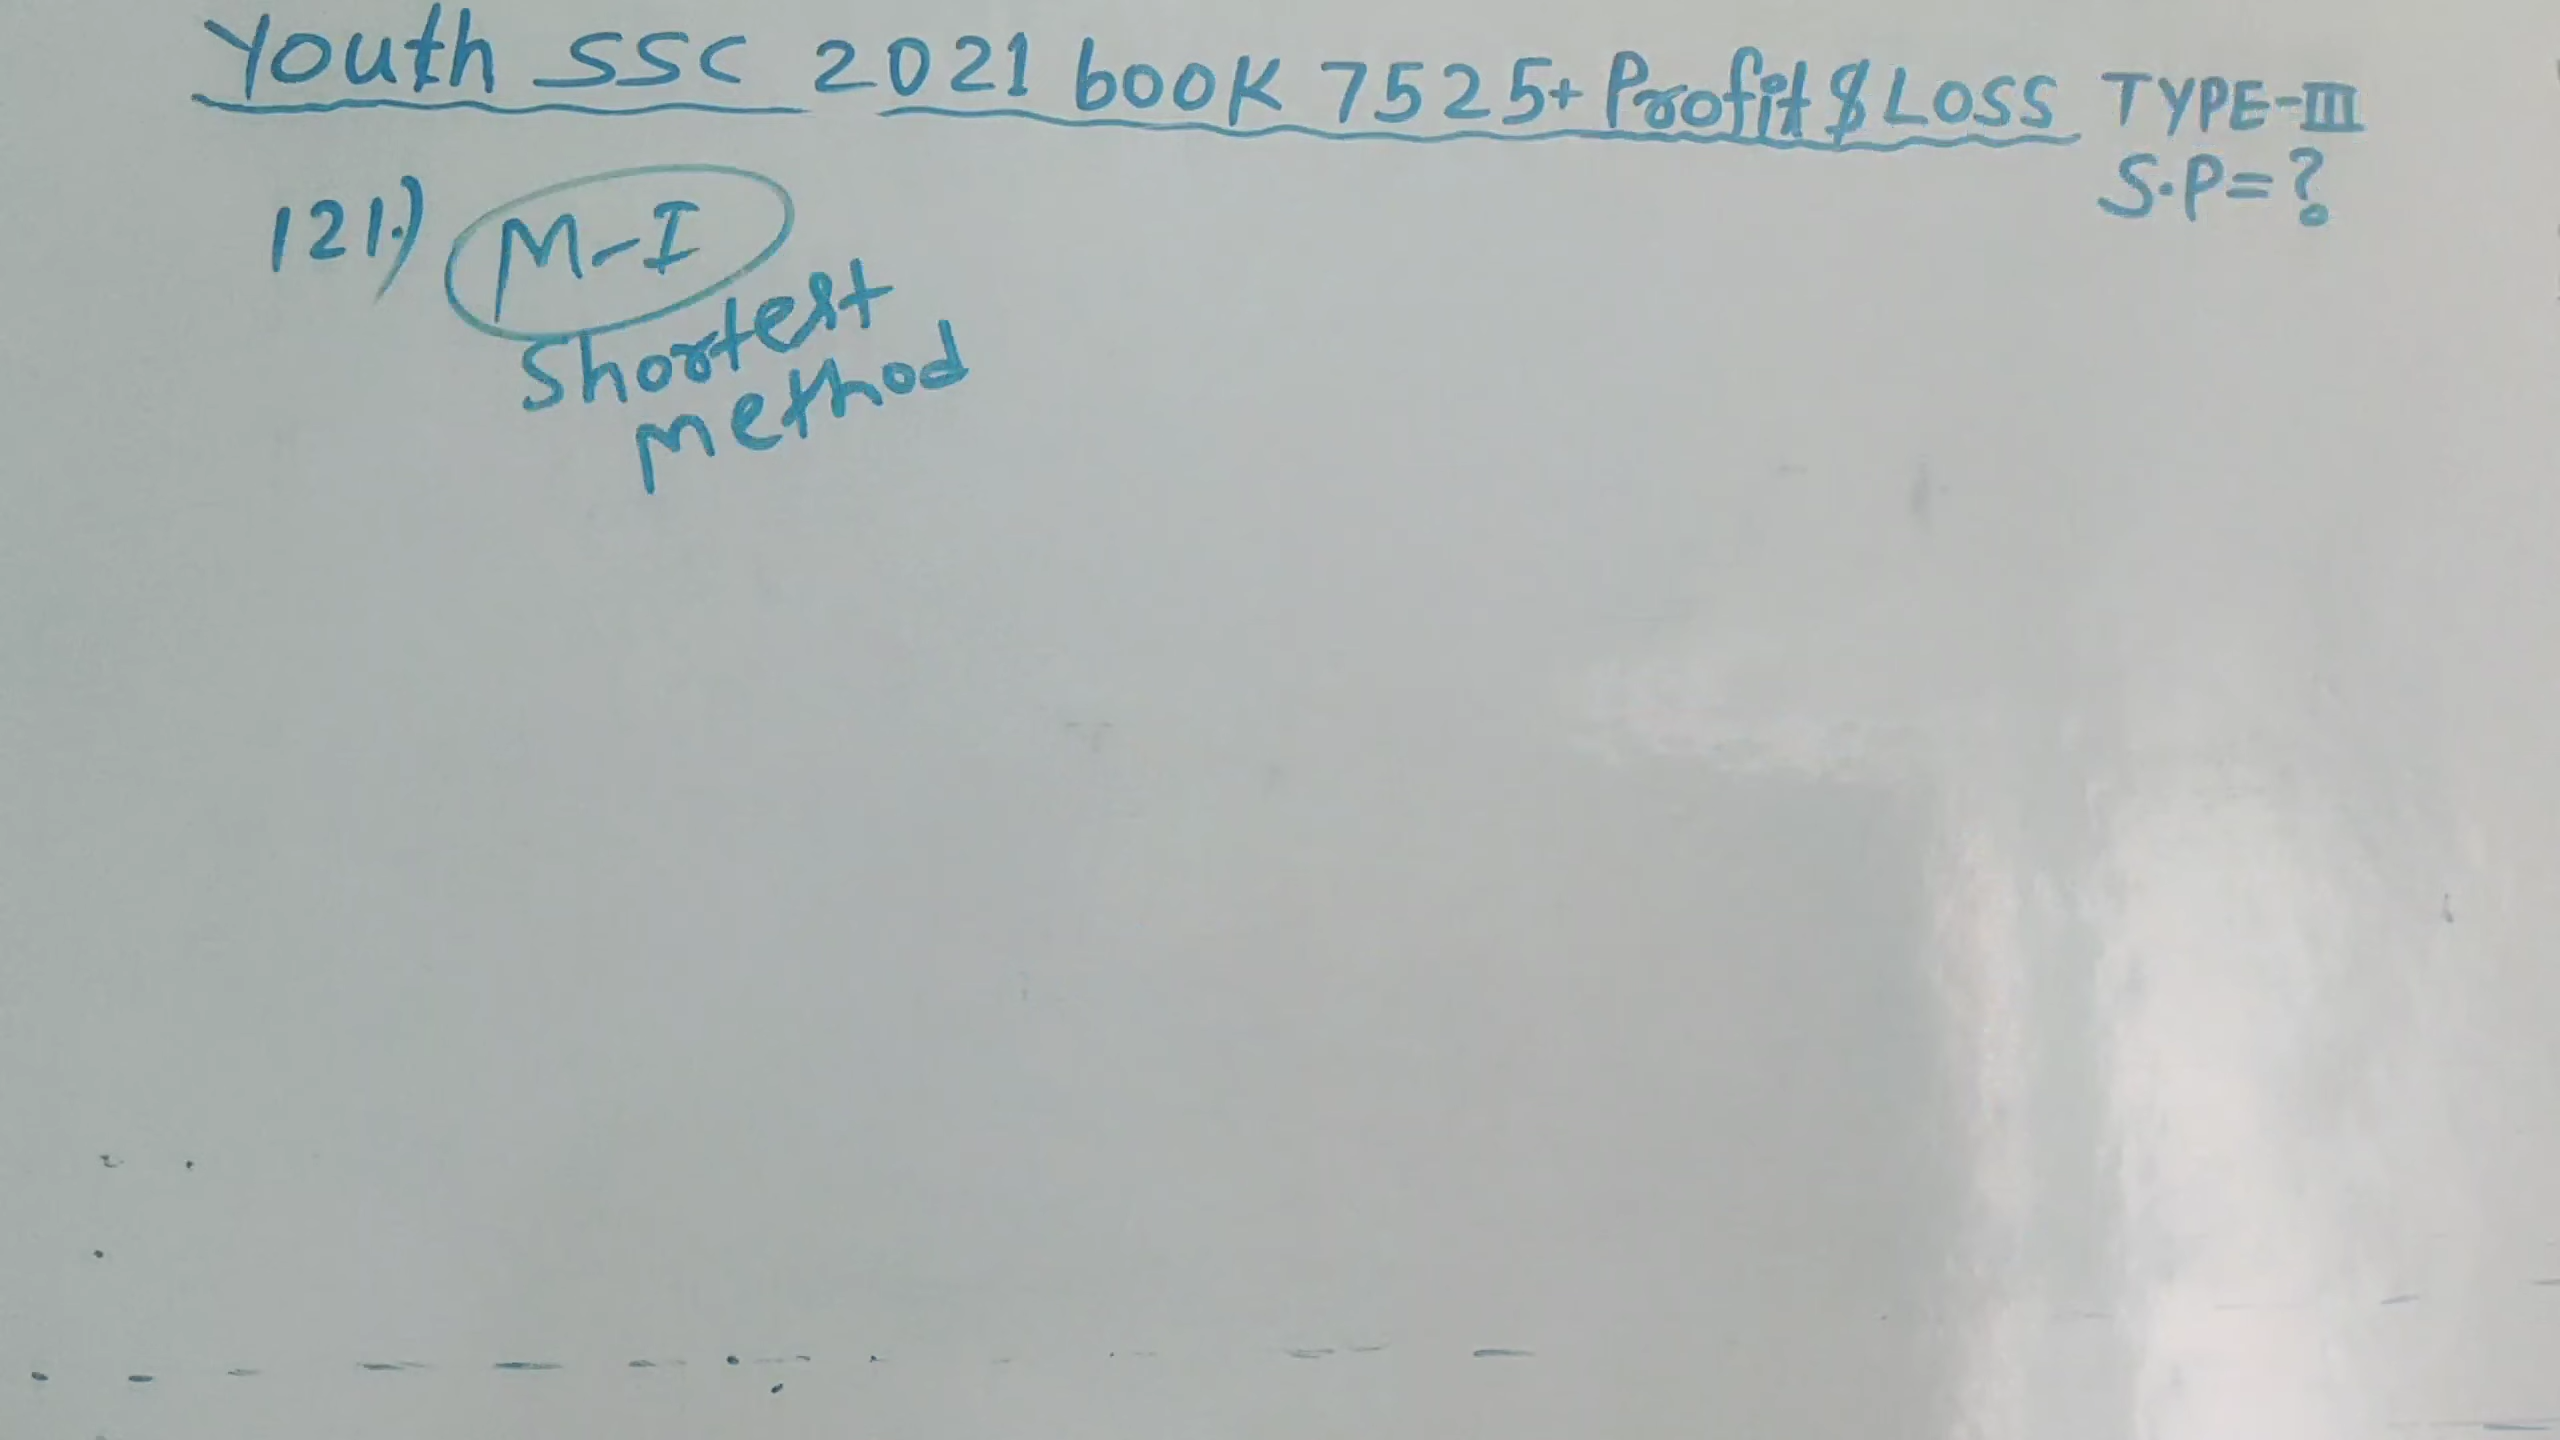 Youth SSC 2021 book 7525+ Profit $ LOSS TYPE-III
S.P=?
121.) M-I
Shortest
method